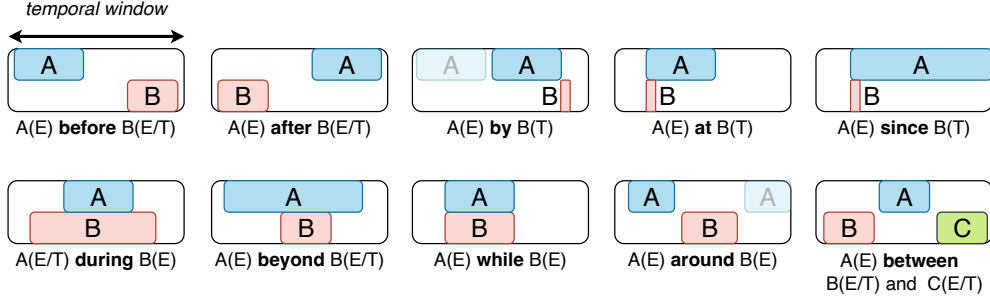 temporal window
A
B
A(E) before B(E/T)
A
B
A(E) after B(E/T)
A A
B
A(E) by B(T)
A
B
A(E) at B(T)
A
B
A(E) since B(T)
A
B
A(E/T) during B(E)
A
B
A(E) beyond B(E/T)
A
B
A(E) while B(E)
A A
B
A(E) around B(E)
A
B C
A(E) between
B(E/T) and C(E/T)